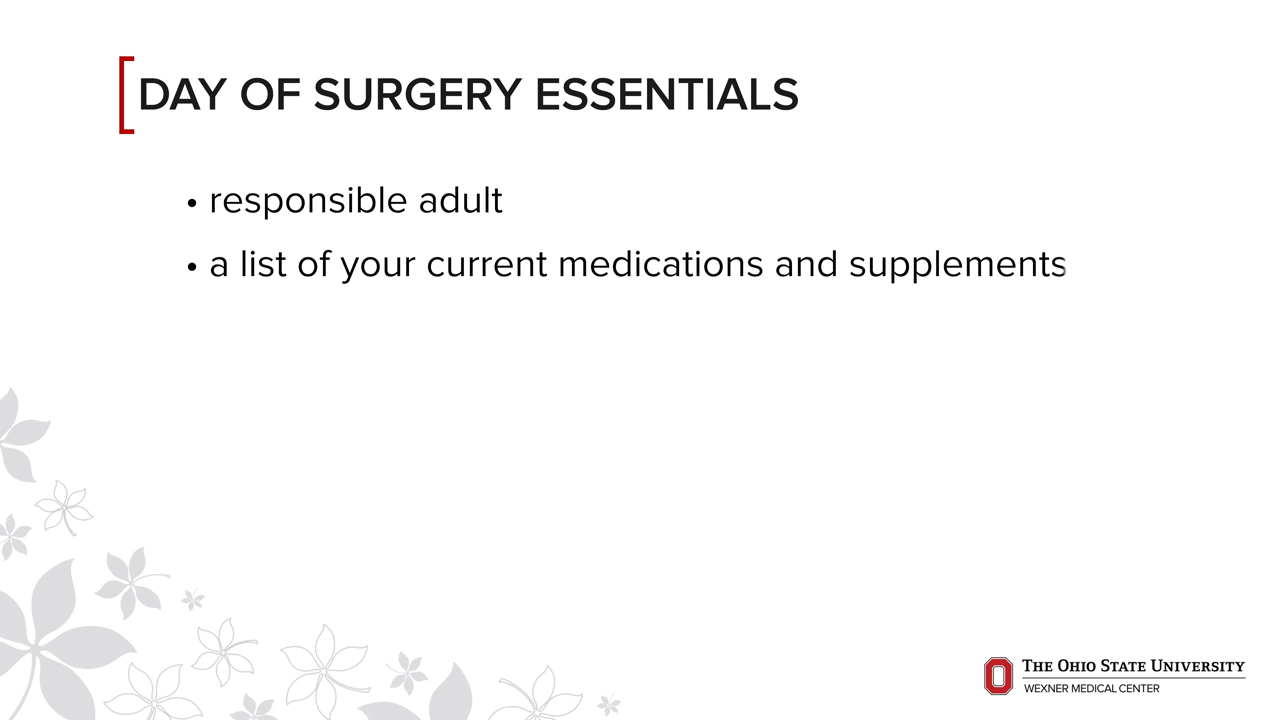 DAY OF SURGERY ESSENTIALS
• responsible adult
• a list of your current medications and supplements
THE OHIO STATE UNIVERSITY
WEXNER MEDICAL CENTER